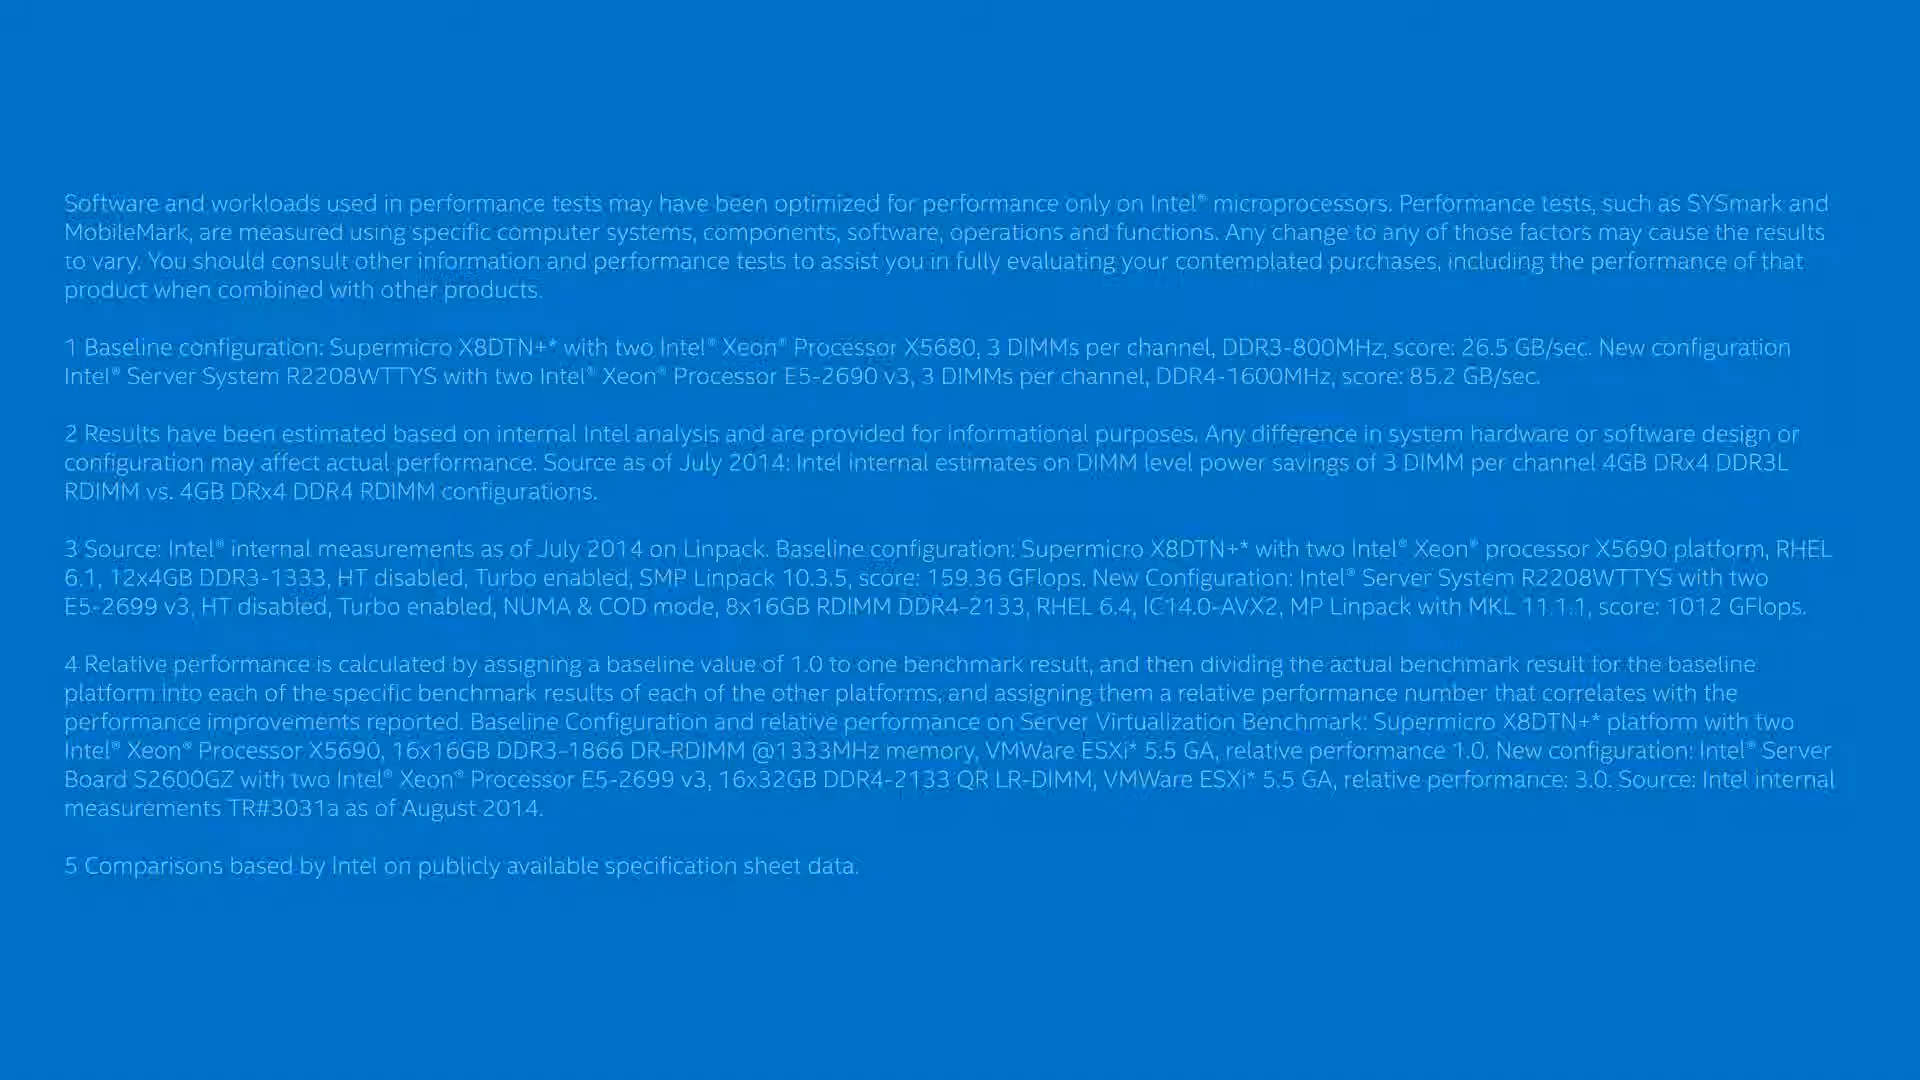 Software and workloads used in performance tests may have been optimized for performance only on Intel® microprocessors. Performance tests, such as SYSmark and
MobileMark, are measured using specific computer systems, components, software, operations and functions. Any change to any of those factors may cause the results
to vary. You should consult other information and performance tests to assist you in fully evaluating your contemplated purchases, including the performance of that
product when combined with other products.
1 Baseline configuration: Supermicro X8DTN+* with two Intel® Xeon® Processor X5680, 3 DIMMs per channel, DDR3-800MHz, score: 26.5 GB/sec. New configuration
Intel® Server System R2208WTTYS with two Intel® Xeon® Processor E5-2690 v3, 3 DIMMs per channel, DDR4-1600MHz, score: 85.2 GB/sec.
2 Results have been estimated based on internal Intel analysis and are provided for informational purposes. Any difference in system hardware or software design or
configuration may affect actual performance. Source as of July 2014: Intel internal estimates on DIMM level power savings of 3 DIMM per channel 4GB DRx4 DDR3L
RDIMM vs. 4GB DRx4 DDR4 RDIMM configurations.
3 Source: Intel® internal measurements as of July 2014 on Linpack. Baseline configuration: Supermicro X8DTN+* with two Intel® Xeon® processor X5690 platform, RHEL
6.1, 12x4GB DDR3-1333, HT disabled, Turbo enabled, SMP Linpack 10.3.5, score: 159.36 GFlops. New Configuration: Intel® Server System R2208WTTYS with two
E5-2699 v3, HT disabled, Turbo enabled, NUMA & COD mode, 8x16GB RDIMM DDR4-2133, RHEL 6.4, IC14.0-AVX2, MP Linpack with MKL 11.1.1, score: 1012 GFlops.
4 Relative performance is calculated by assigning a baseline value of 1.0 to one benchmark result, and then dividing the actual benchmark result for the baseline
platform into each of the specific benchmark results of each of the other platforms, and assigning them a relative performance number that correlates with the
performance improvements reported. Baseline Configuration and relative performance on Server Virtualization Benchmark: Supermicro X8DTN+* platform with two
Intel® Xeon® Processor X5690, 16x16GB DDR3-1866 DR-RDIMM @1333MHz memory, VMWare ESXi* 5.5 GA, relative performance 1.0. New configuration: Intel® Server
Board S2600GZ with two Intel® Xeon® Processor E5-2699 v3, 16x32GB DDR4-2133 QR LR-DIMM, VMWare ESXi* 5.5 GA, relative performance: 3.0. Source: Intel internal
measurements TR#3031a as of August 2014.
5 Comparisons based by Intel on publicly available specification sheet data.